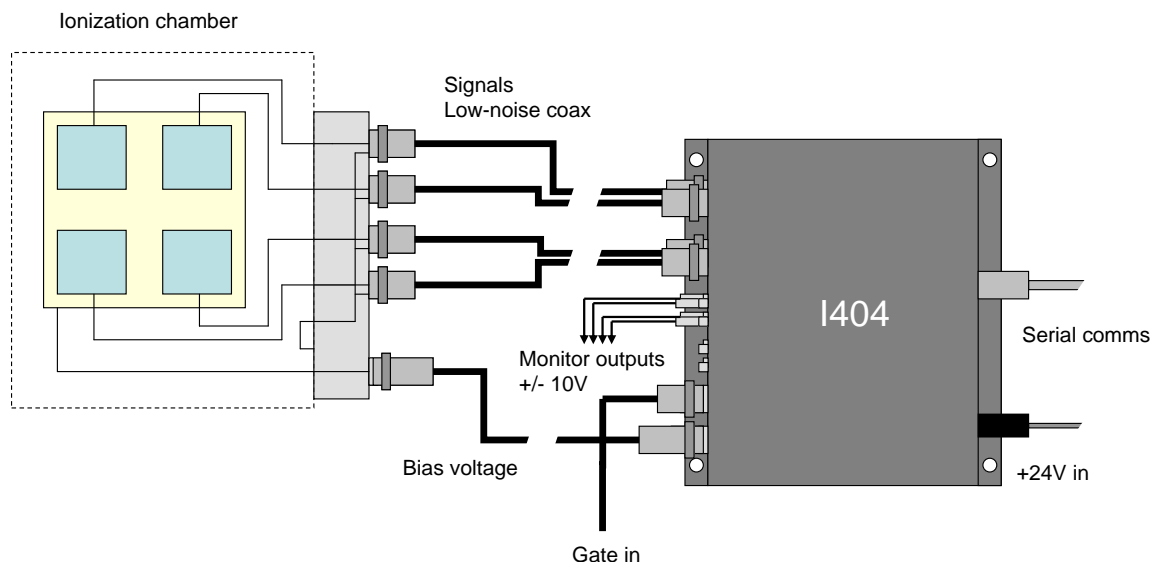 Ionization chamber
Signals
Low-noise coax
I404
Serial comms
Monitor outputs
+/- 10V
Bias voltage
+24V in
Gate in